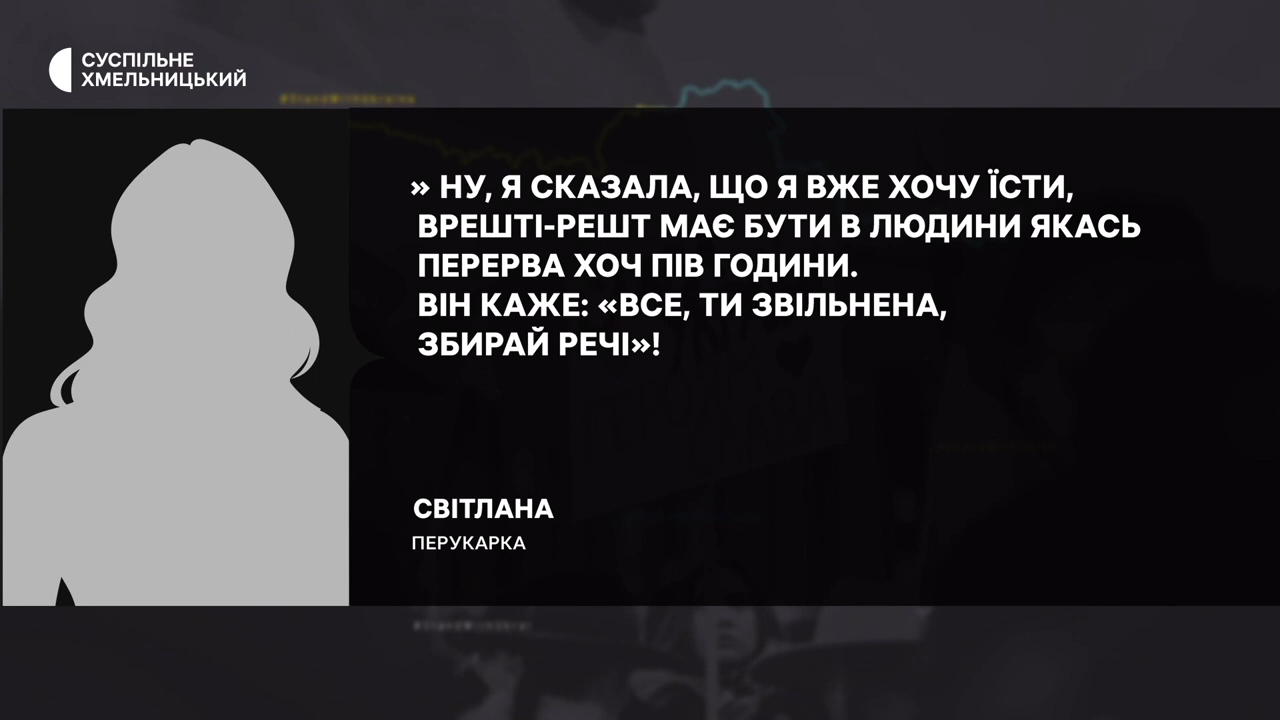 СУСПІЛЬНЕ
ХМЕЛЬНИЦЬКИЙ
#StandWithUkraine
» НУ, Я СКАЗАЛА, ЩО Я ВЖЕ ХОЧУ ЇСТИ,
ВРЕШТІ-РЕШТ МАЄ БУТИ В ЛЮДИНИ ЯКАСЬ
ПЕРЕРВА ХОЧ ПІВ ГОДИНИ.
ВІН КАЖЕ: «ВСЕ, ТИ ЗВІЛЬНЕНА,
ЗБИРАЙ РЕЧІ»!
СВІТЛАНА
ПЕРУКАРКА